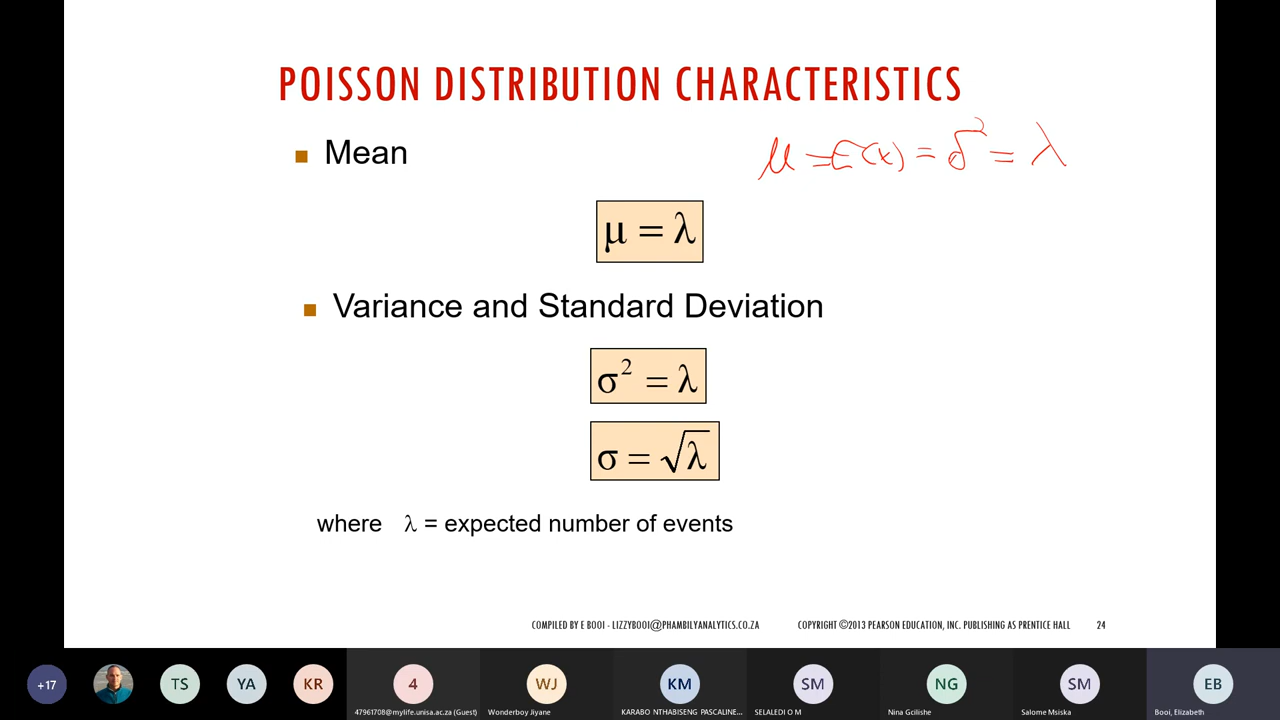 POISSON DISTRIBUTION CHARACTERISTICS
Mean
μ = E(x) = σ² = λ
μ = λ
Variance and Standard Deviation
σ² = λ
σ = √λ
where λ = expected number of events
COMPILED BY E BOOI - LIZZYBOOI@PHAMBILYANALYTICS.CO.ZA COPYRIGHT ©2013 PEARSON EDUCATION, INC. PUBLISHING AS PRENTICE HALL 24
+17 TS YA KR 4 WJ KM SM NG SM EB
47961708@mylife.unisa.ac.za (Guest) Wonderboy Jiyane KARABO NTHABISENG PASCALINE... SELALEDI O M Nina Gcilishe Salome Msiska Booi, Elizabeth